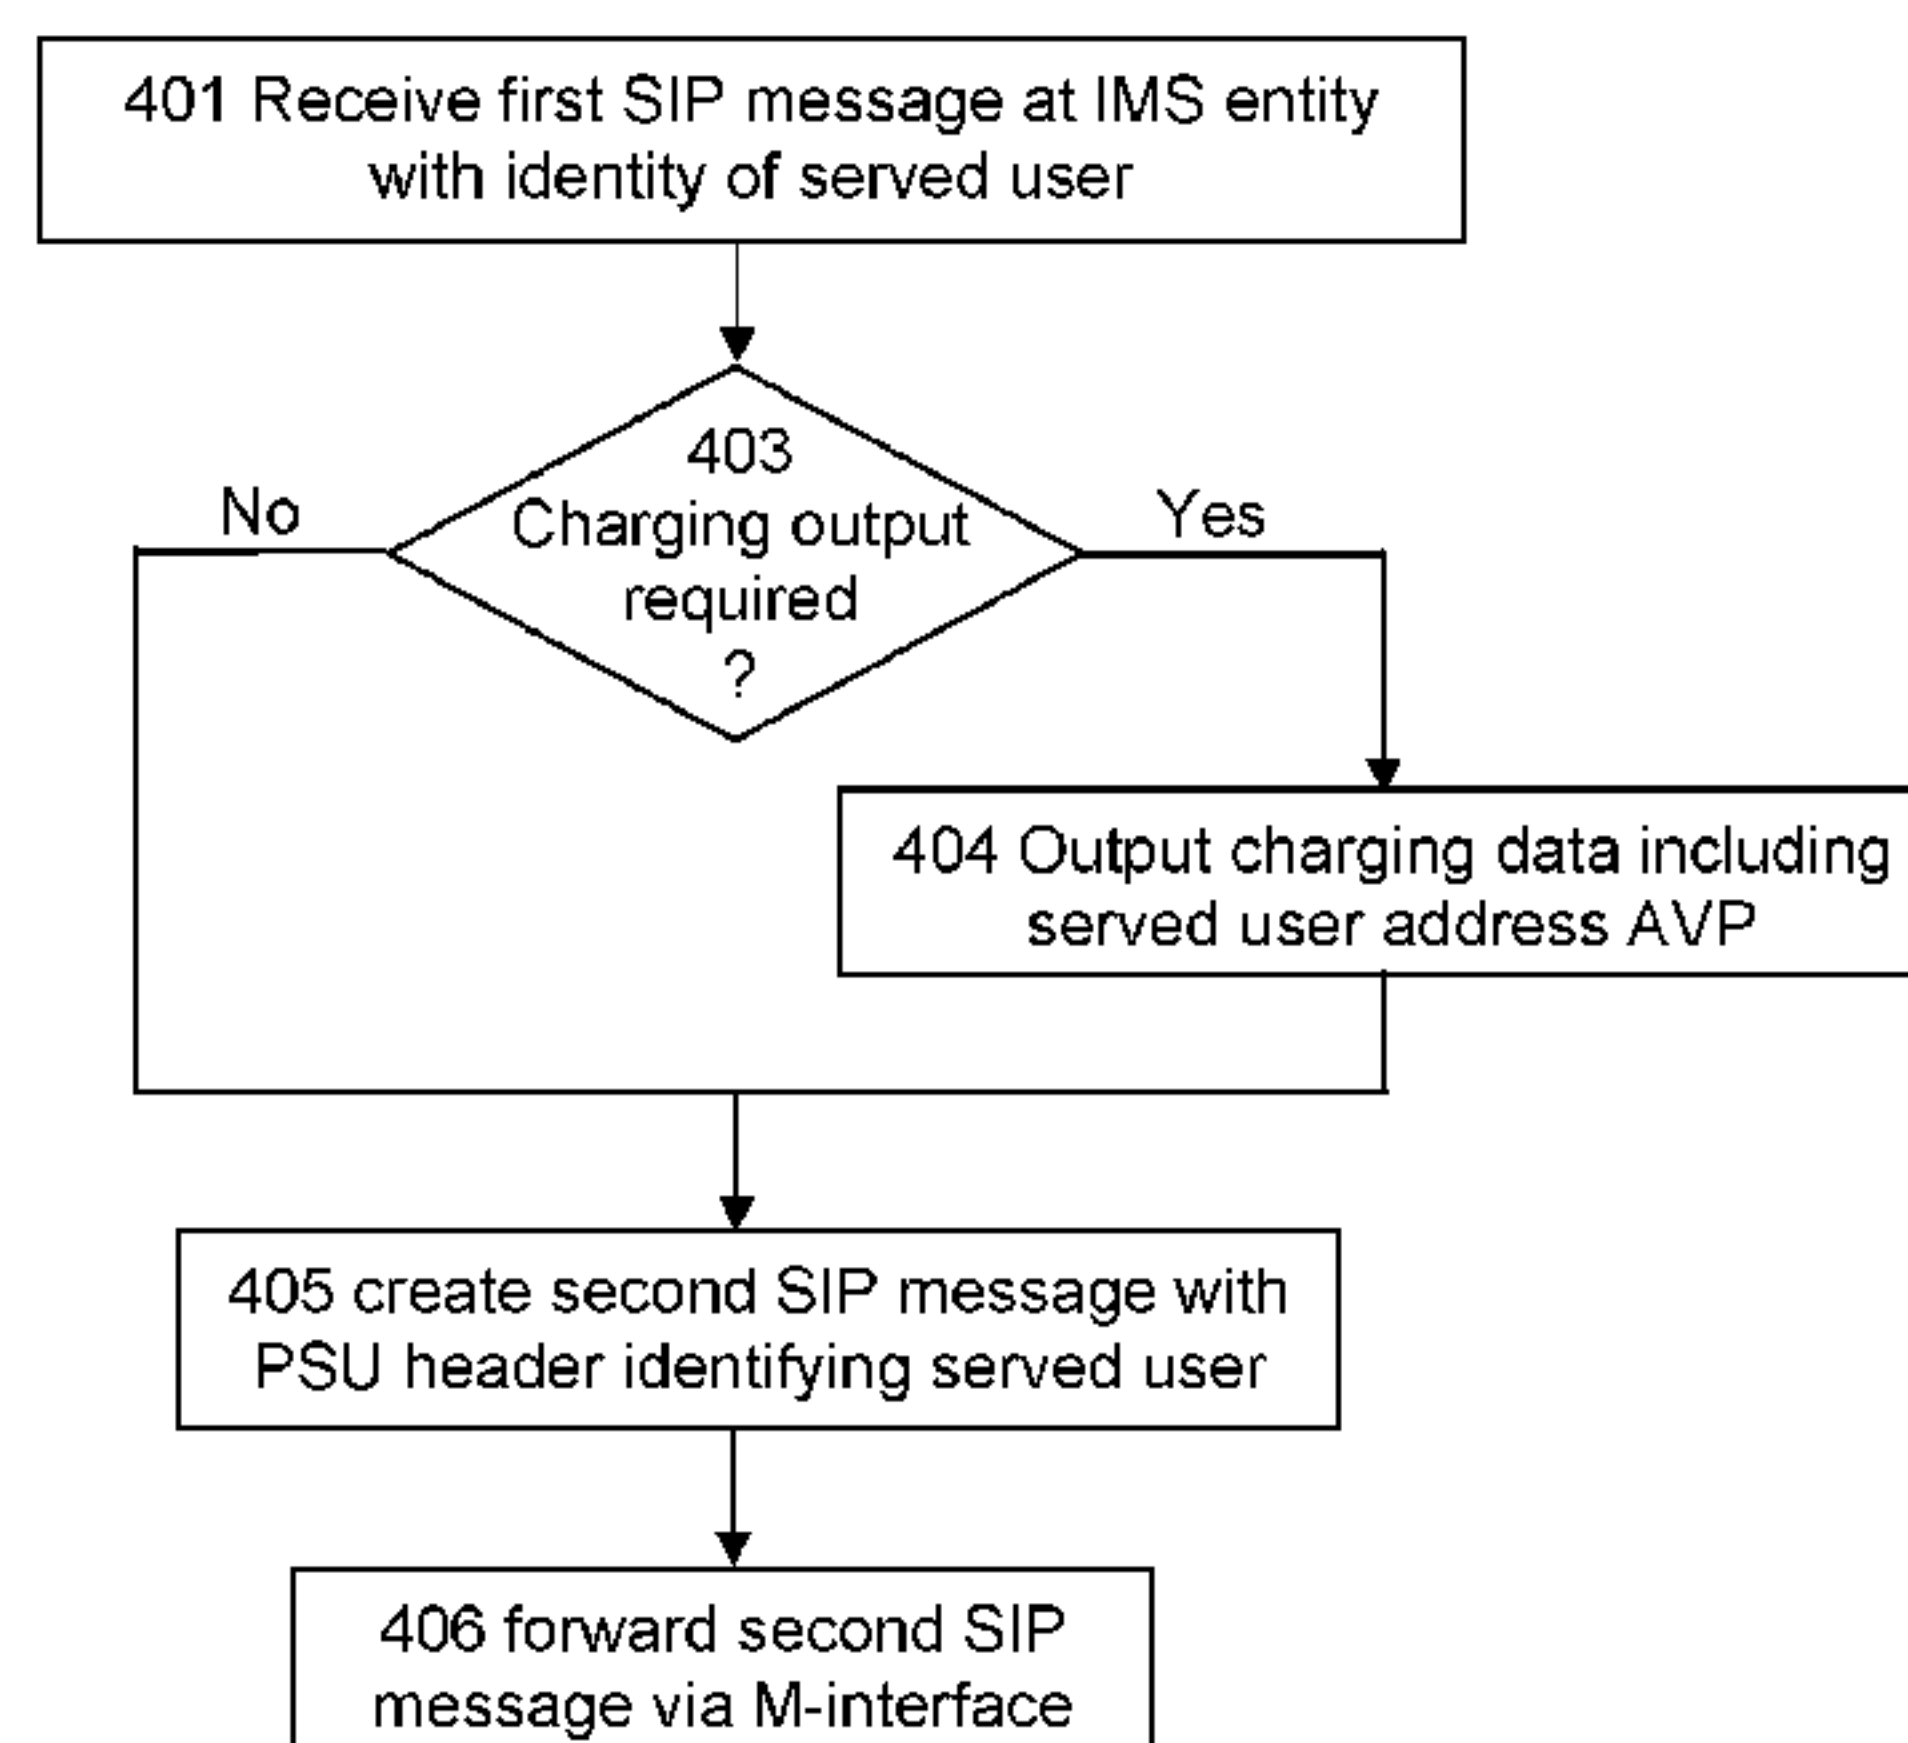 401 Receive first SIP message at IMS entity
with identity of served user
403
Charging output
required
?
No
Yes
404 Output charging data including
served user address AVP
405 create second SIP message with
PSU header identifying served user
406 forward second SIP
message via M-interface